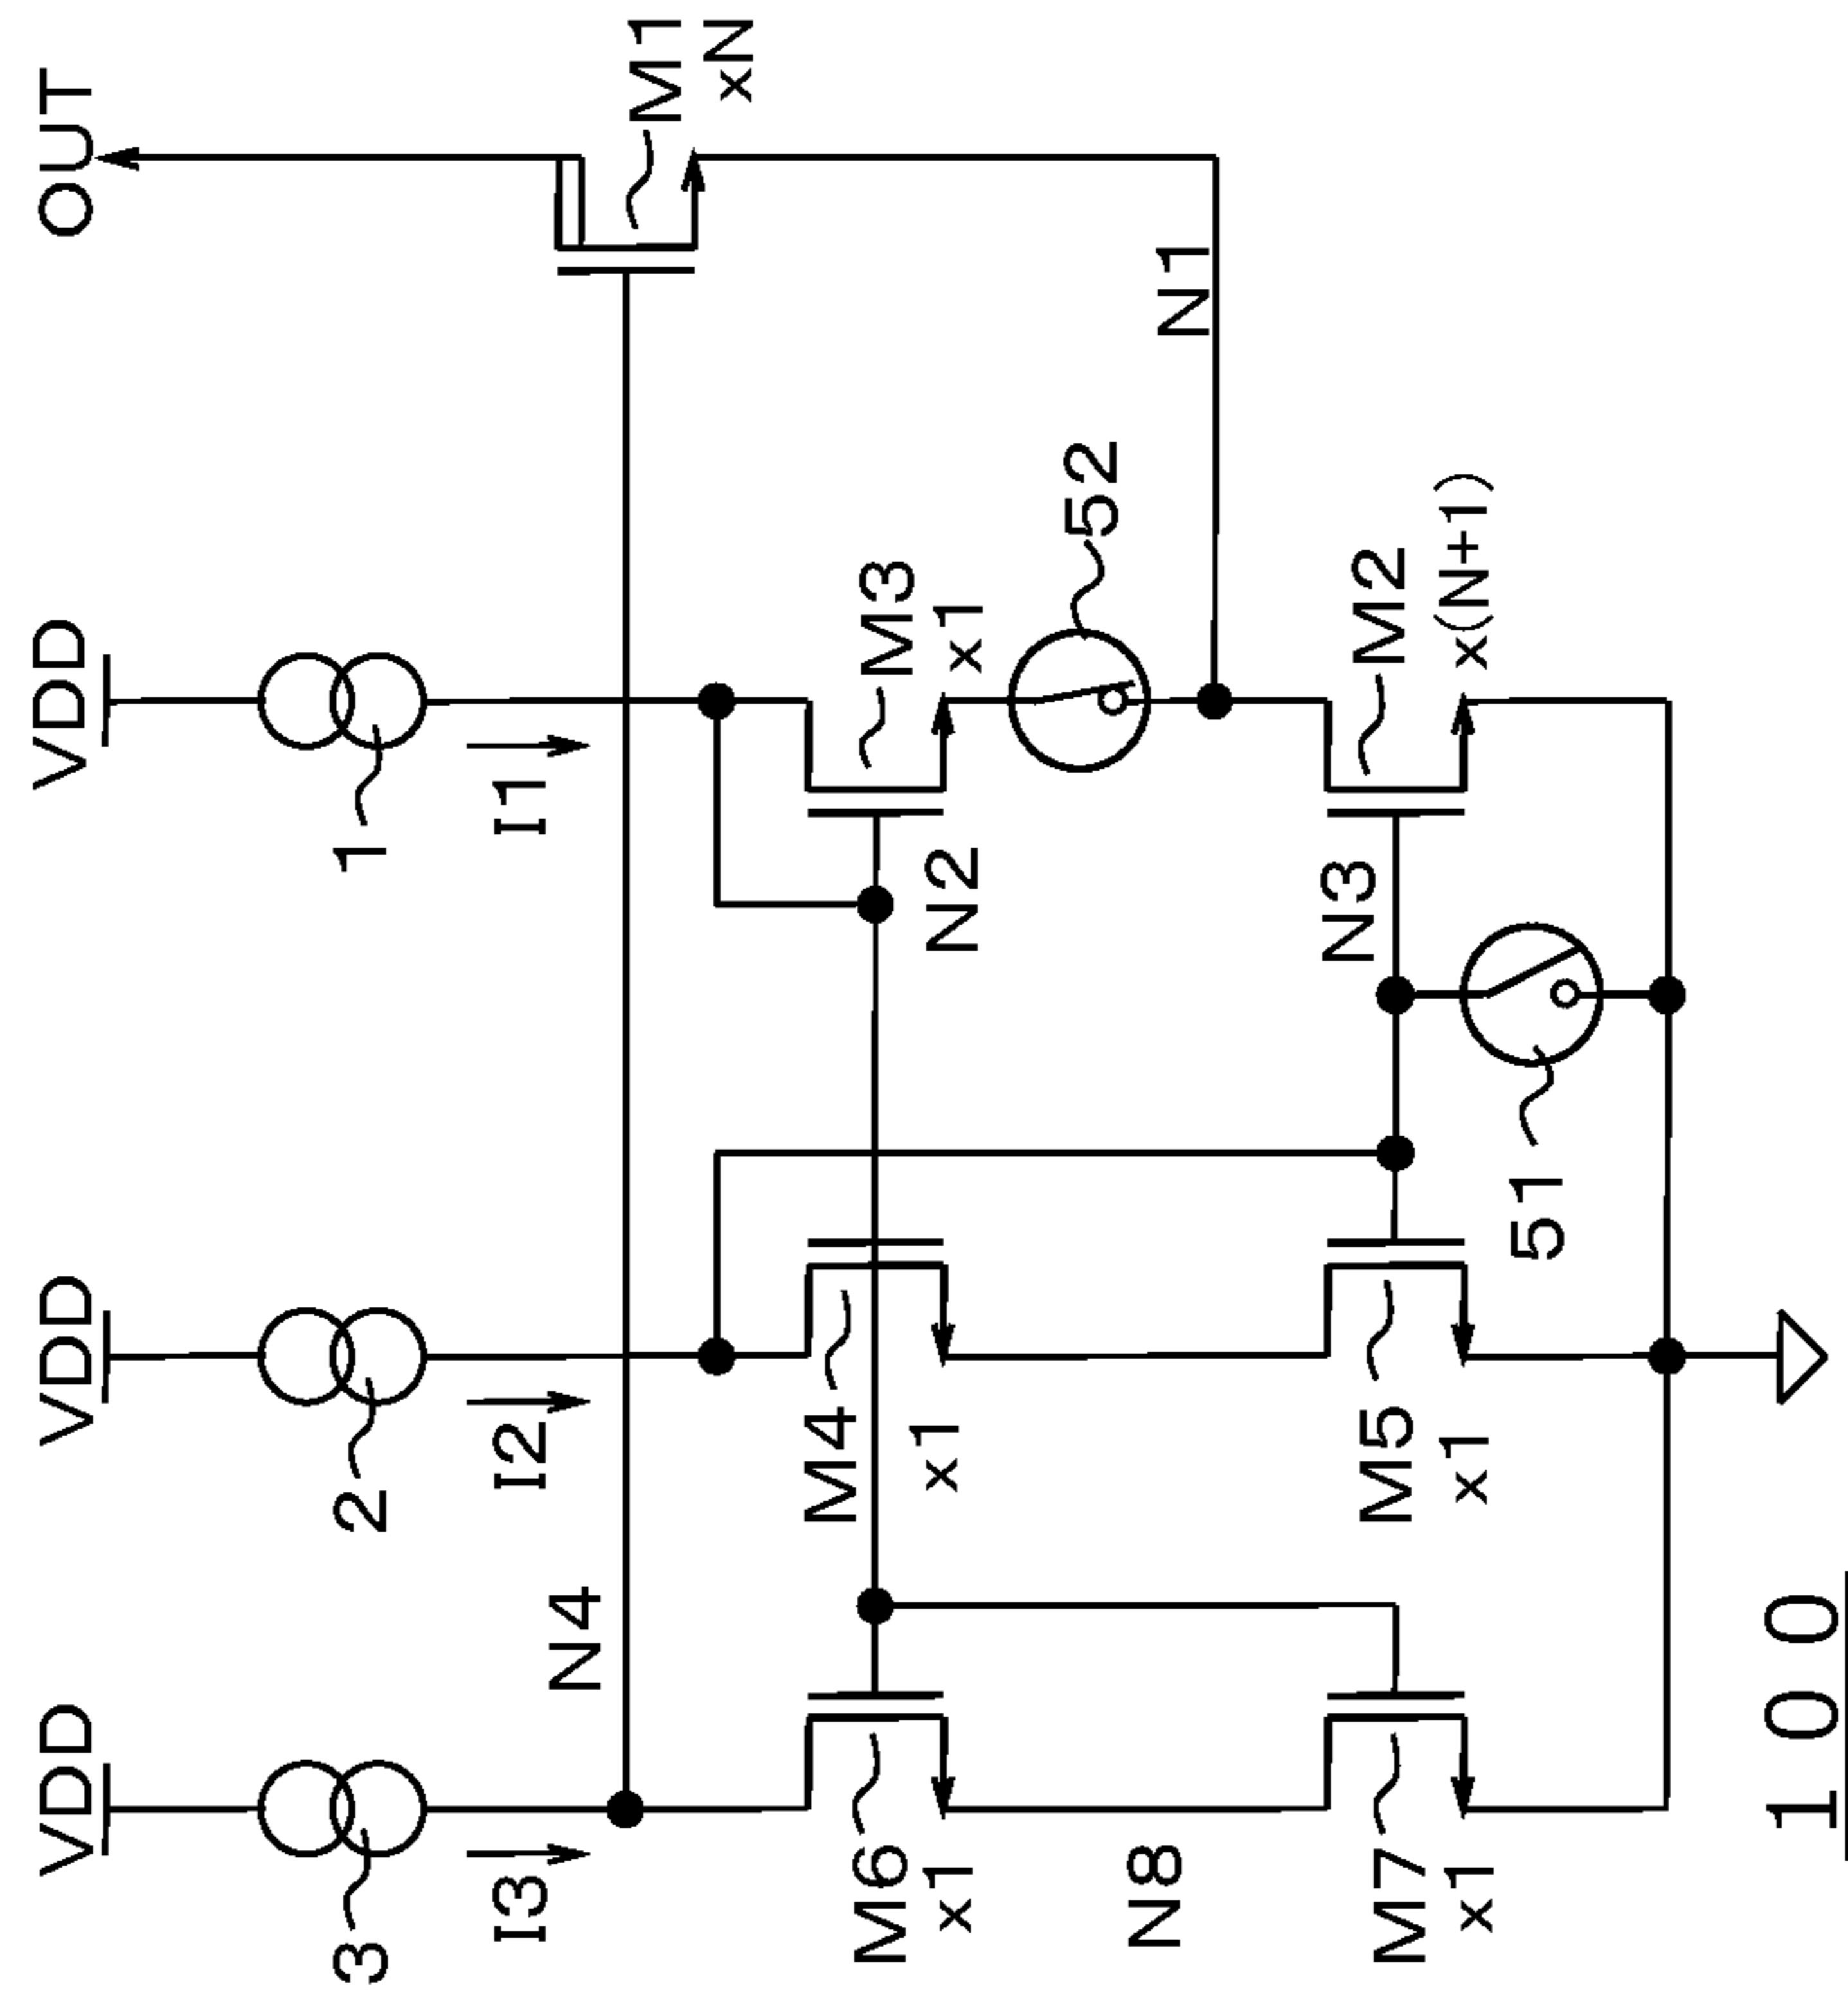 VDD
VDD
VDD
OUT
3
2
1
I3
I2
I1
N4
M1
xN
M6
x1
M4
x1
N2
M3
x1
52
N1
N8
M7
x1
M5
x1
51
N3
M2
x(N+1)
100